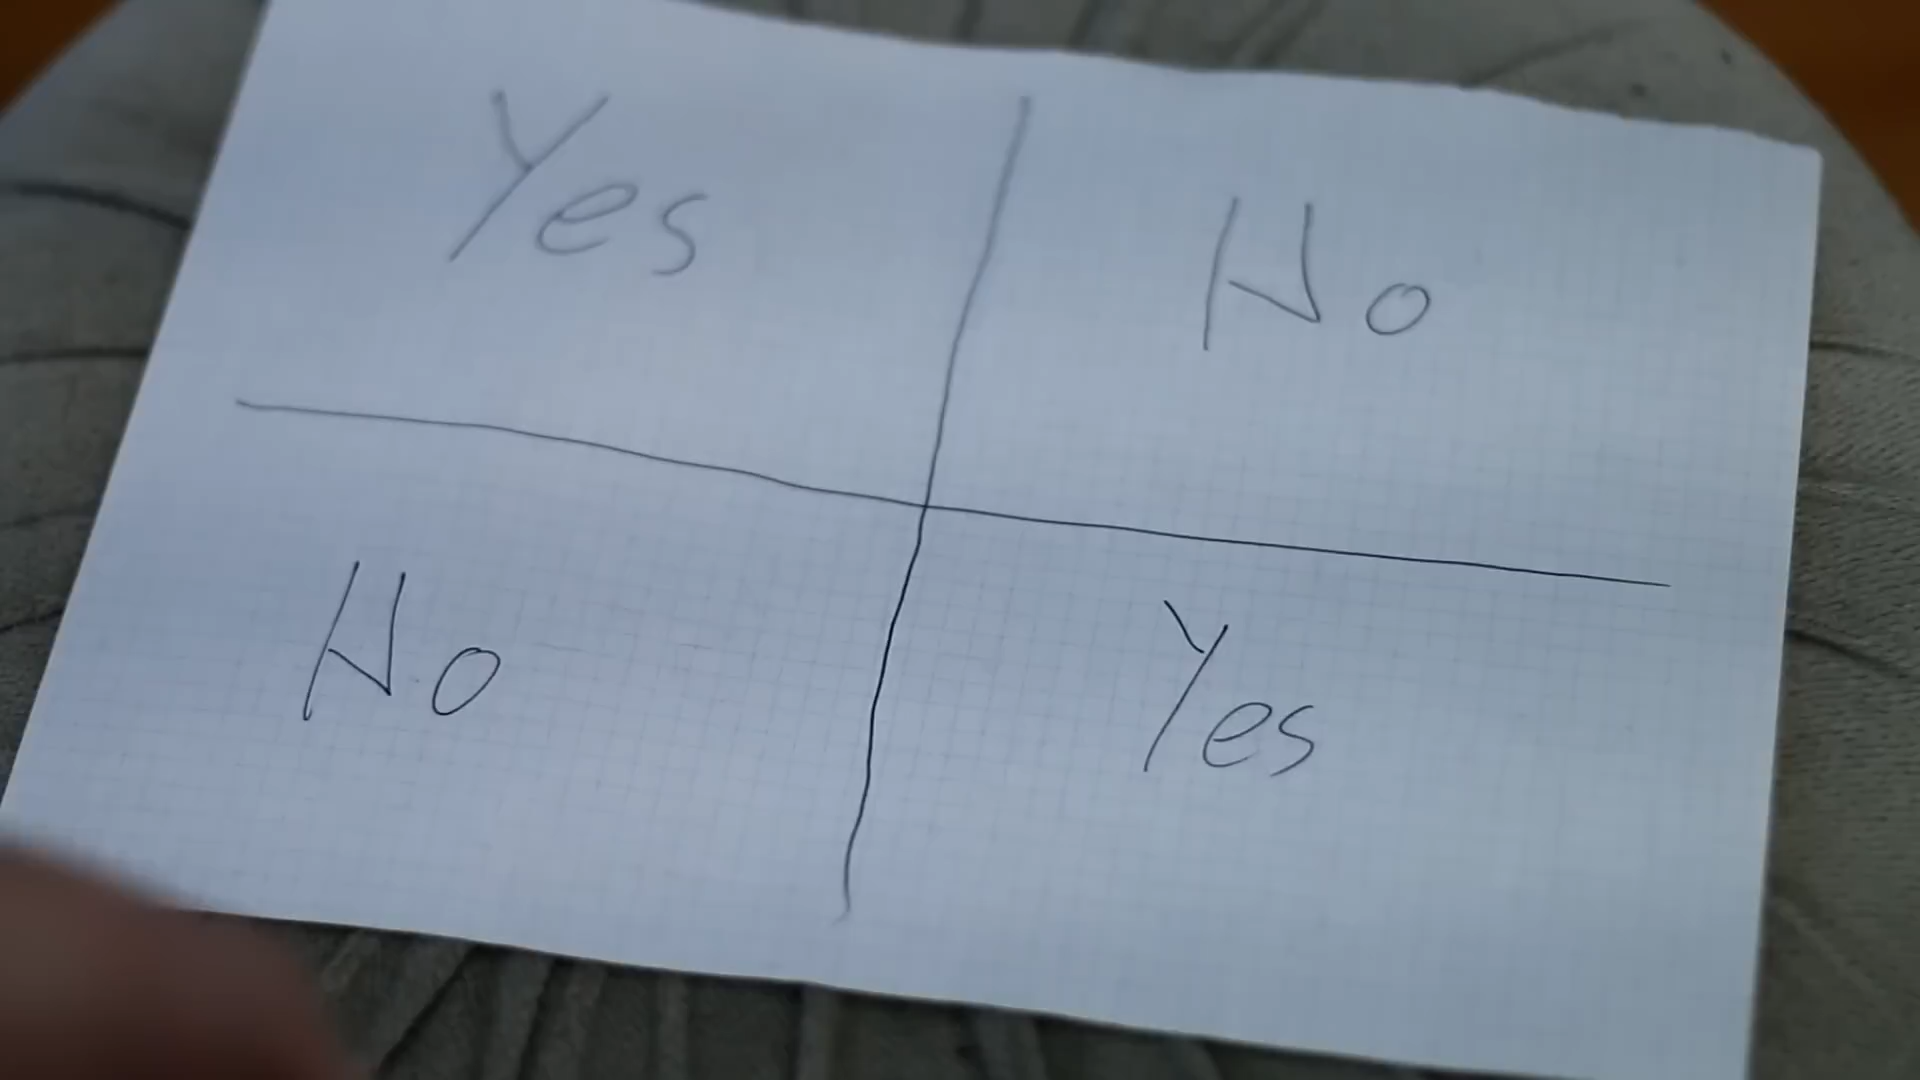 Yes No
No Yes